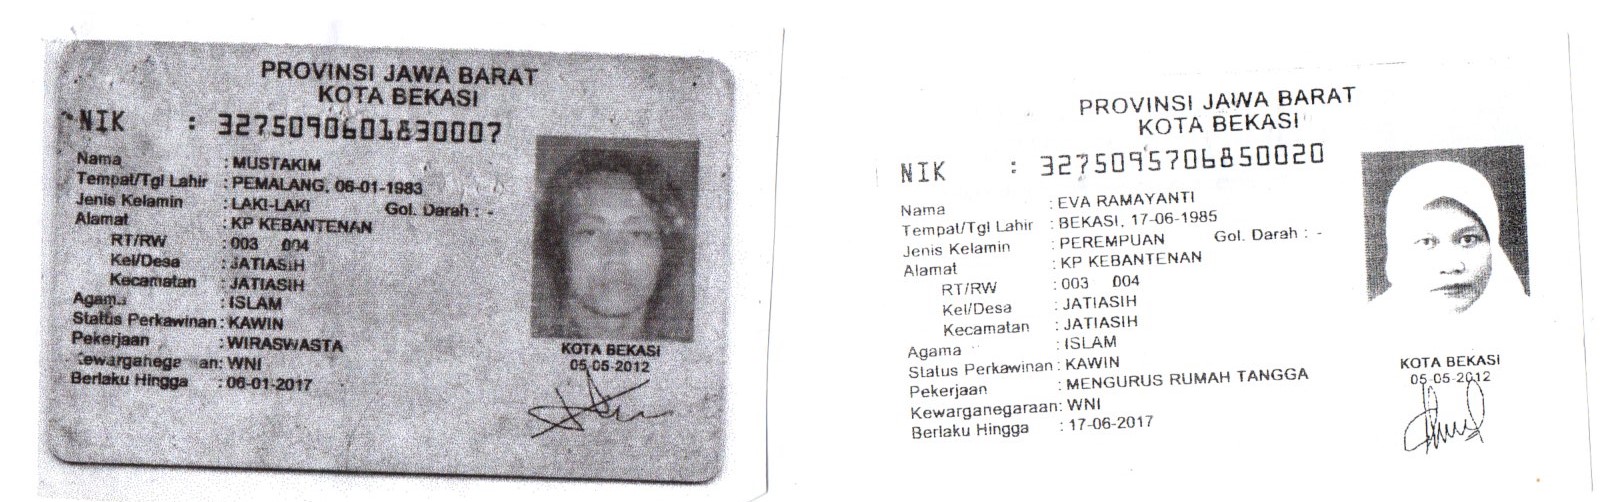 PROVINSI JAWA BARAT
KOTA BEKASI
NIK : 3275090601830007
Nama : MUSTAKIM
Tempat/Tgl Lahir : PEMALANG, 06-01-1983
Jenis Kelamin : LAKI-LAKI Gol. Darah : -
Alamat : KP KEBANTENAN
RT/RW : 003 004
Kel/Desa : JATIASIH
Kecamatan : JATIASIH
Agama : ISLAM
Status Perkawinan : KAWIN
Pekerjaan : WIRASWASTA
Kewarganegaraan: WNI
Berlaku Hingga : 06-01-2017
KOTA BEKASI
05-05-2012
PROVINSI JAWA BARAT
KOTA BEKASI
NIK : 3275095706850020
Nama : EVA RAMAYANTI
Tempat/Tgl Lahir : BEKASI, 17-06-1985
Jenis Kelamin : PEREMPUAN Gol. Darah : -
Alamat : KP KEBANTENAN
RT/RW : 003 004
Kel/Desa : JATIASIH
Kecamatan : JATIASIH
Agama : ISLAM
Status Perkawinan : KAWIN
Pekerjaan : MENGURUS RUMAH TANGGA
Kewarganegaraan: WNI
Berlaku Hingga : 17-06-2017
KOTA BEKASI
05-05-2012